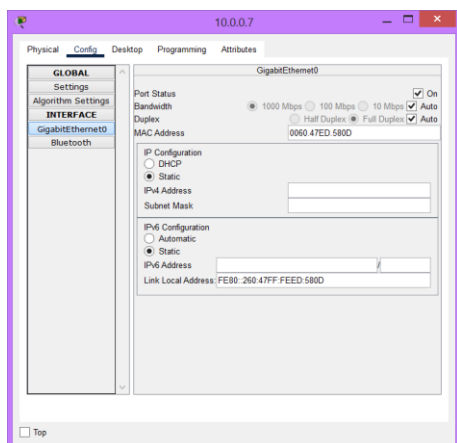 10.0.0.7
Physical Config Desktop Programming Attributes
GLOBAL
Settings
Algorithm Settings
INTERFACE
GigabitEthernet0
Bluetooth
GigabitEthernet0
Port Status On
Bandwidth 1000 Mbps 100 Mbps 10 Mbps Auto
Duplex Half Duplex Full Duplex Auto
MAC Address 0060.47ED.580D
IP Configuration
DHCP
Static
IPv4 Address
Subnet Mask
IPv6 Configuration
Automatic
Static
IPv6 Address /
Link Local Address: FE80::260:47FF:FEED:580D
Top